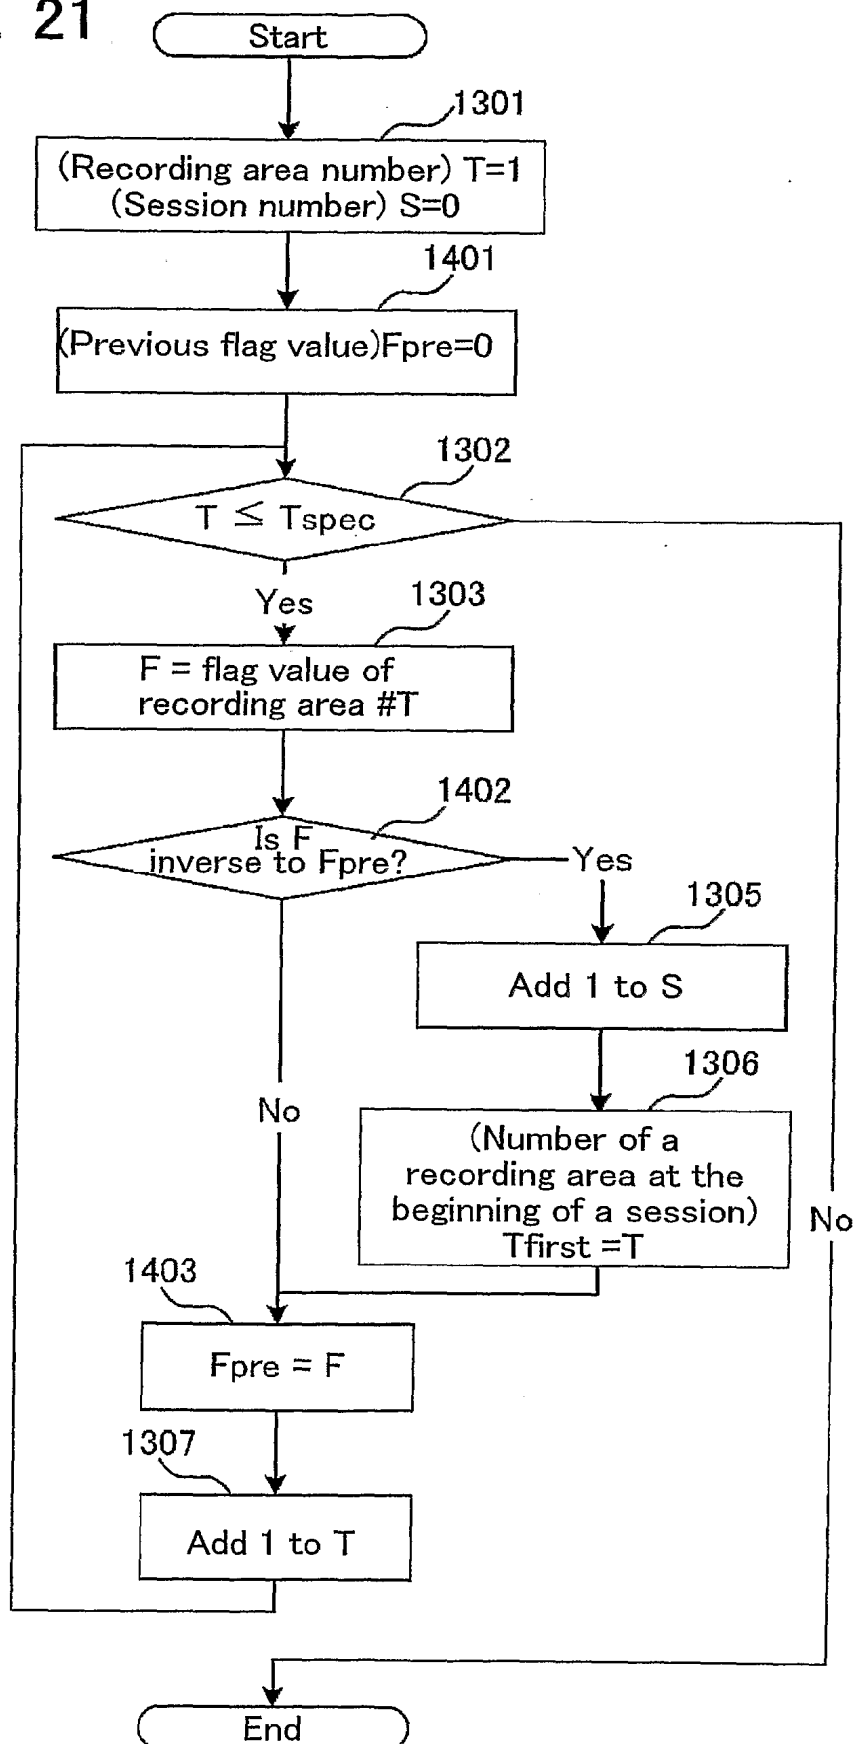 . 21
Start
1301
(Recording area number) T=1
(Session number) S=0
1401
(Previous flag value)Fpre=0
1302
T ≤ Tspec
Yes
1303
F = flag value of
recording area #T
1402
Is F
inverse to Fpre?
Yes
1305
Add 1 to S
1306
No
(Number of a
recording area at the
beginning of a session)
Tfirst =T
No
1403
Fpre = F
1307
Add 1 to T
End